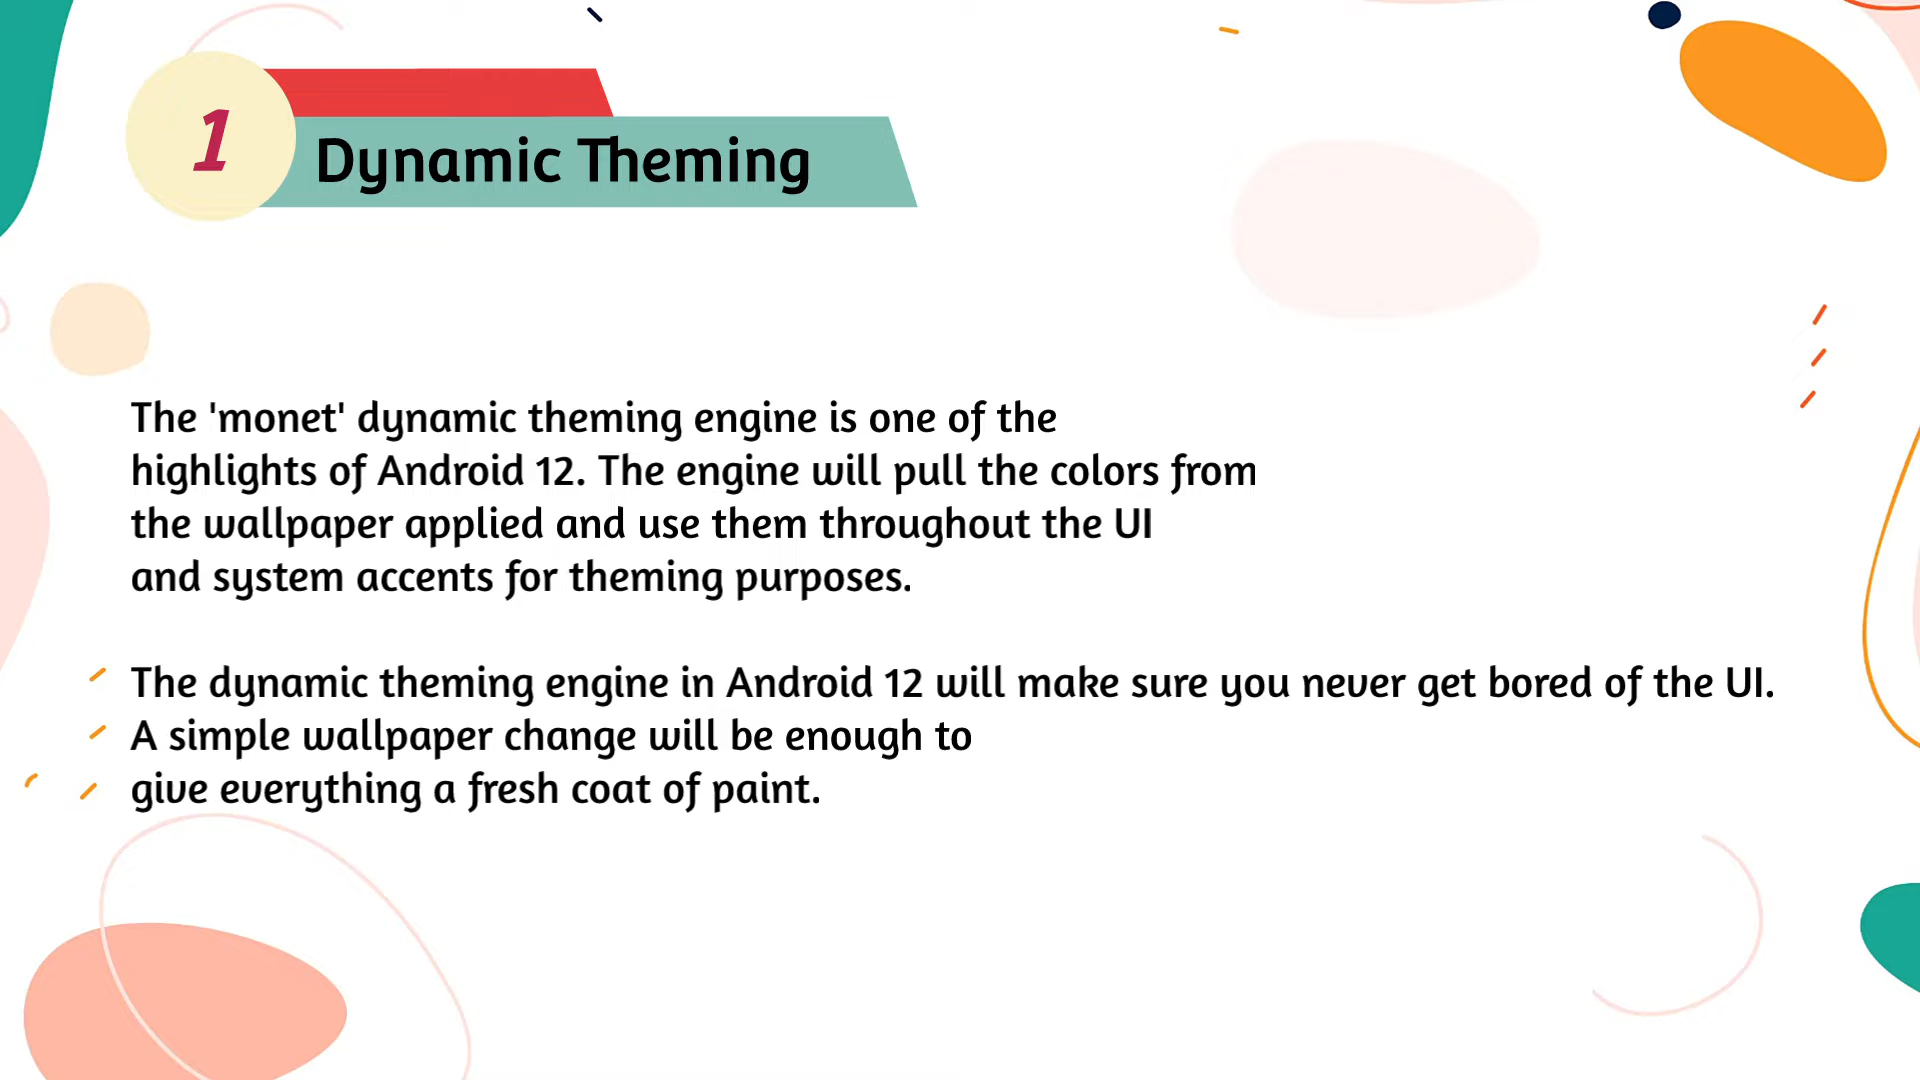 1
Dynamic Theming
The 'monet' dynamic theming engine is one of the
highlights of Android 12. The engine will pull the colors from
the wallpaper applied and use them throughout the UI
and system accents for theming purposes.
The dynamic theming engine in Android 12 will make sure you never get bored of the UI.
A simple wallpaper change will be enough to
give everything a fresh coat of paint.